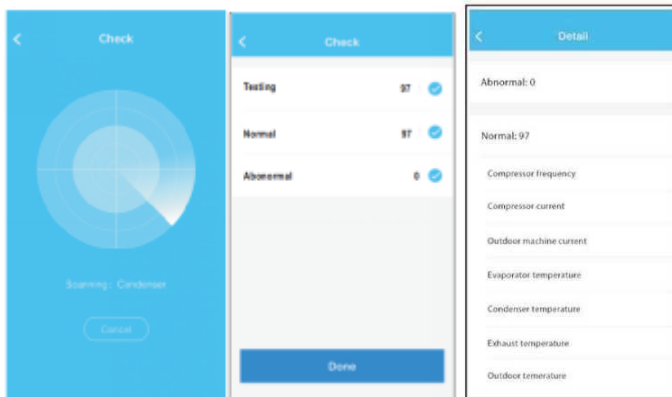 Check
Scanning: Condenser
Cancel
Check
Testing 97
Normal 97
Abonormal 0
Done
Detail
Abnormal: 0
Normal: 97
Compressor frequency
Compressor current
Outdoor machine current
Evaporator temperature
Condenser temperature
Exhaust temperature
Outdoor temerature